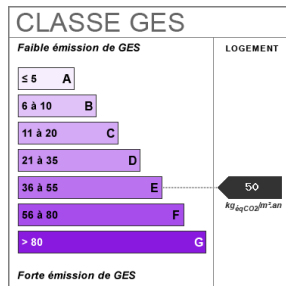 CLASSE GES
Faible émission de GES
LOGEMENT
≤ 5 A
6 à 10 B
11 à 20 C
21 à 35 D
36 à 55 E
50
kgéqCO2/m².an
56 à 80 F
> 80 G
Forte émission de GES